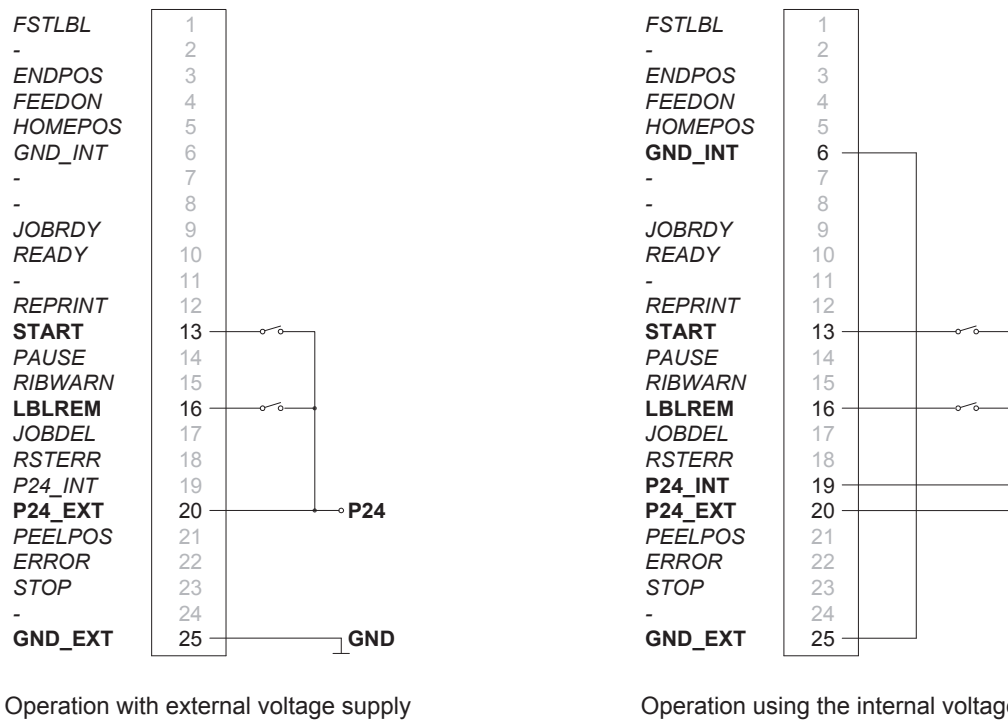 FSTLBL 1
- 2
ENDPOS 3
FEEDON 4
HOMEPOS 5
GND_INT 6
- 7
- 8
JOBRDY 9
READY 10
- 11
REPRINT 12
START 13
PAUSE 14
RIBWARN 15
LBLREM 16
JOBDEL 17
RSTERR 18
P24_INT 19
P24_EXT 20 P24
PEELPOS 21
ERROR 22
STOP 23
- 24
GND_EXT 25 GND
Operation with external voltage supply
FSTLBL 1
- 2
ENDPOS 3
FEEDON 4
HOMEPOS 5
GND_INT 6
- 7
- 8
JOBRDY 9
READY 10
- 11
REPRINT 12
START 13
PAUSE 14
RIBWARN 15
LBLREM 16
JOBDEL 17
RSTERR 18
P24_INT 19
P24_EXT 20
PEELPOS 21
ERROR 22
STOP 23
- 24
GND_EXT 25
Operation using the internal voltage